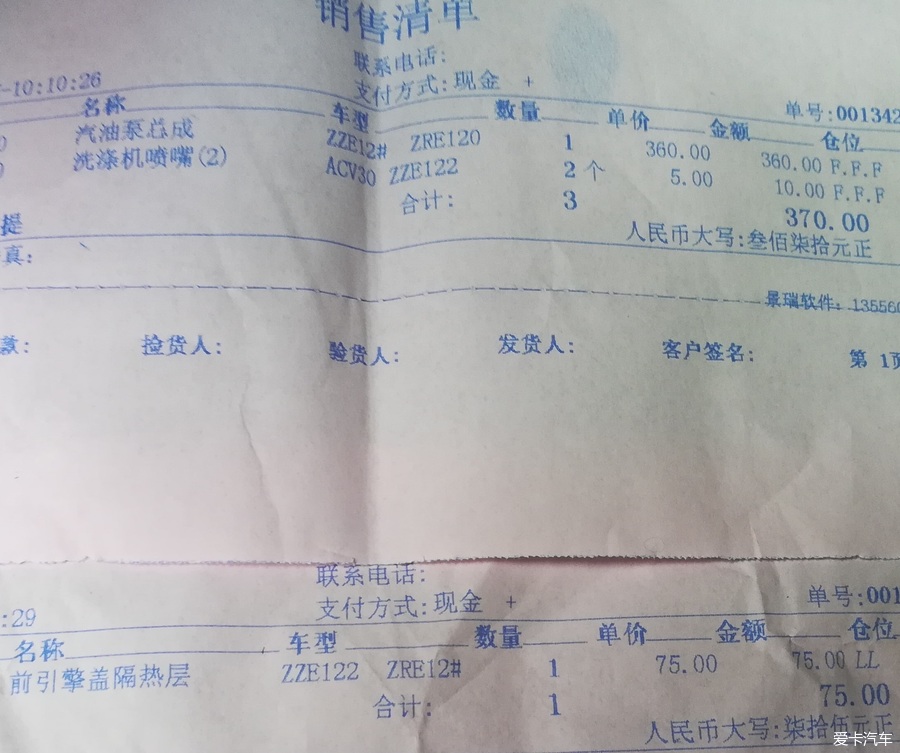 销售清单
联系电话:
-10:10:26 支付方式:现金 + 单号:001342
名称 车型 数量 单价 金额 仓位
汽油泵总成 ZZE12# ZRE120 1 360.00 360.00 F.F.F
洗涤机喷嘴(2) ACV30 ZZE122 2 个 5.00 10.00 F.F.F
提 合计: 3 370.00
真: 人民币大写:叁佰柒拾元正
景瑞软件: 135560
款: 捡货人: 验货人: 发货人: 客户签名: 第 1页
联系电话:
:29 支付方式:现金 + 单号:001
名称 车型 数量 单价 金额 仓位
前引擎盖隔热层 ZZE122 ZRE12# 1 75.00 75.00 LL
合计: 1 75.00
人民币大写:柒拾伍元正
爱卡汽车